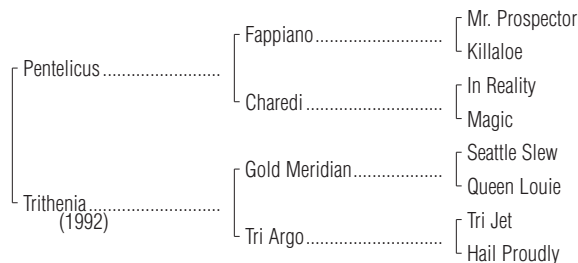 Mr. Prospector
Fappiano
Killaloe
Pentelicus
In Reality
Charedi
Magic
Seattle Slew
Gold Meridian
Queen Louie
Trithenia
(1992)
Tri Jet
Tri Argo
Hail Proudly